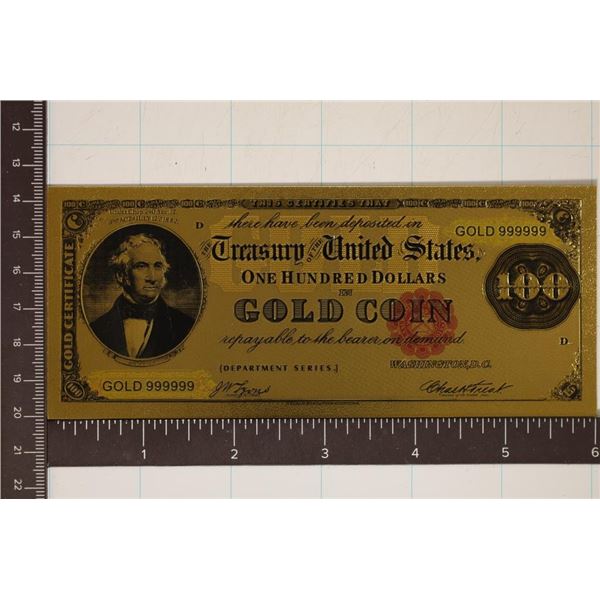 THIS CERTIFIES THAT
D there have been deposited in
GOLD 999999
THE Treasury OF THE United States,
ONE HUNDRED DOLLARS
100
GOLD COIN
repayable to the bearer on demand.
D
(DEPARTMENT SERIES.)
WASHINGTON, D.C.
GOLD CERTIFICATE
GOLD 999999
12
13
14
15
16
17
18
19
20
21
22
1 2 3 4 5 6